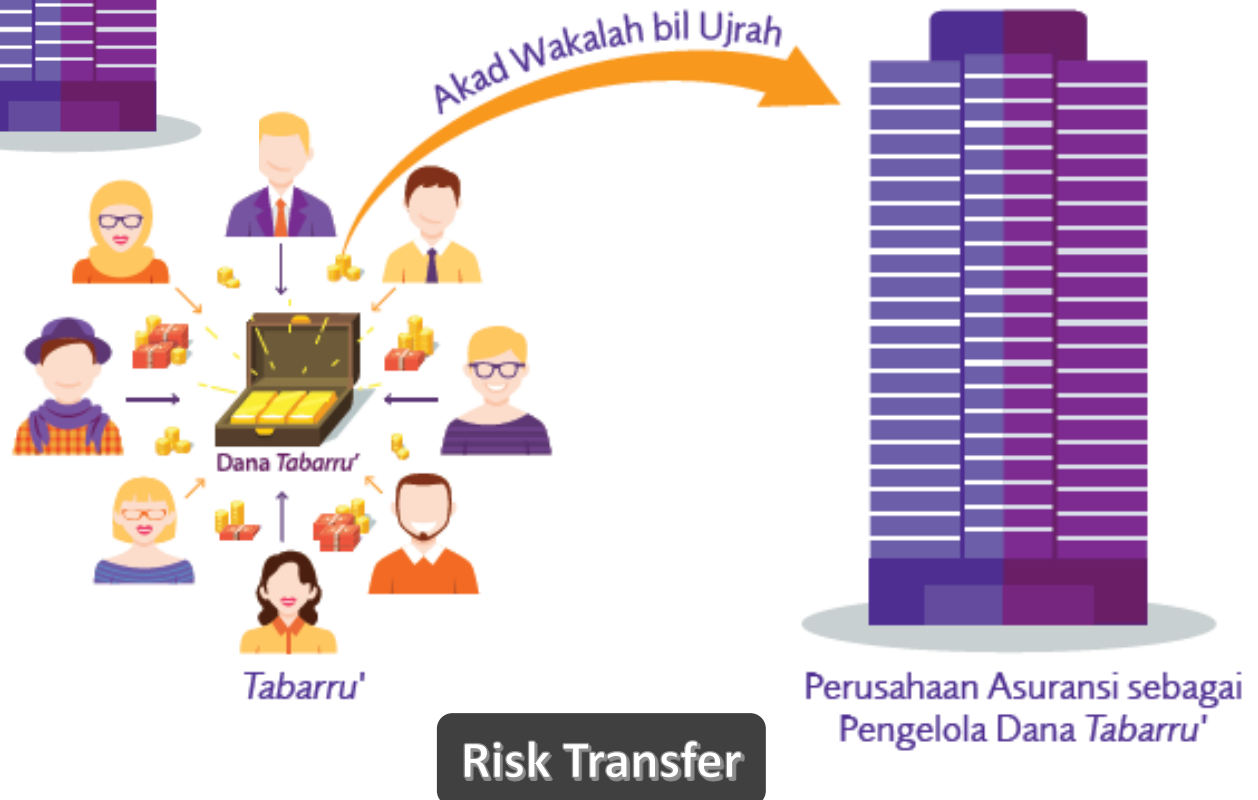 Akad Wakalah bil Ujrah
Dana Tabarru'
Tabarru'
Perusahaan Asuransi sebagai
Pengelola Dana Tabarru'
Risk Transfer